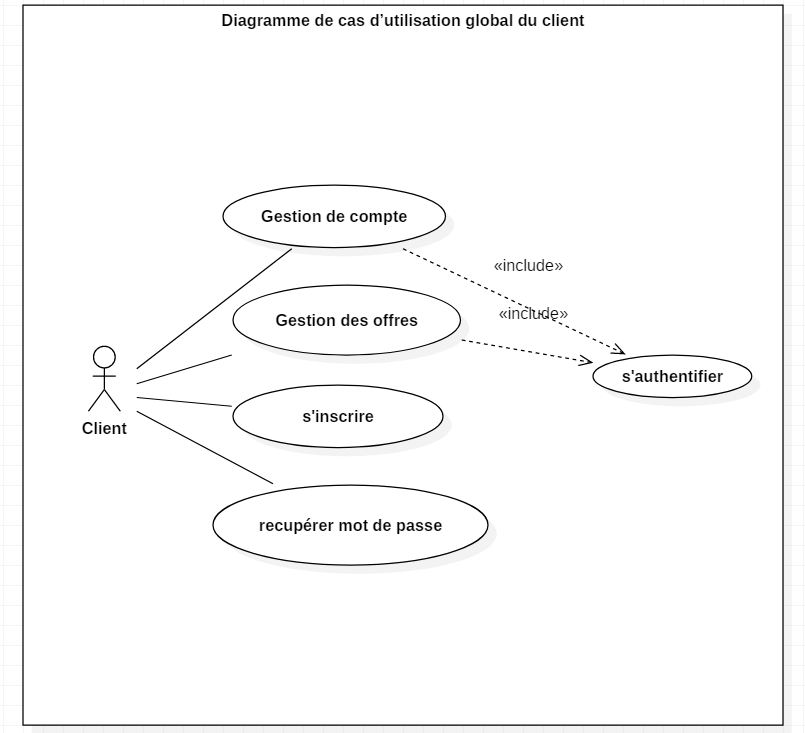 Diagramme de cas d’utilisation global du client
Gestion de compte
«include»
Gestion des offres
«include»
s'authentifier
s'inscrire
Client
recupérer mot de passe